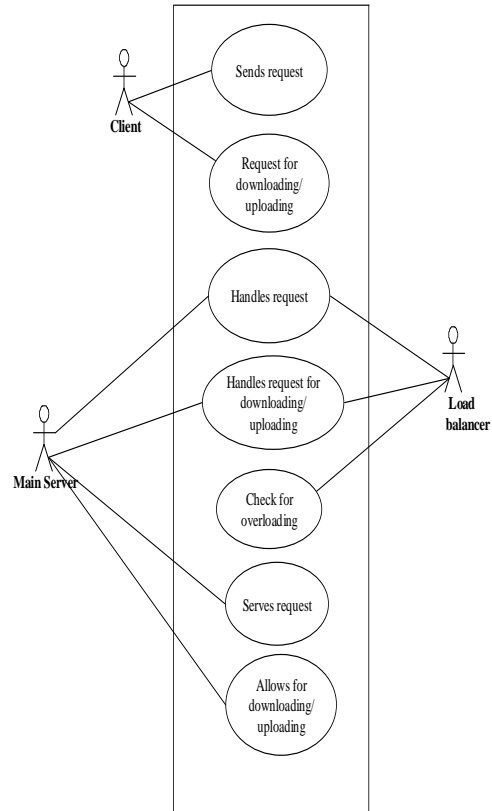 Sends request
Client
Request for
downloading/
uploading
Handles request
Handles request for
downloading/
uploading
Load
balancer
Main Server
Check for
overloading
Serves request
Allows for
downloading/
uploading